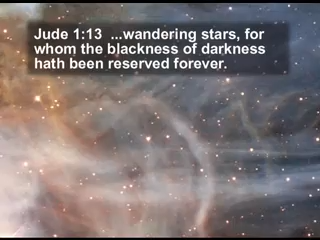 Jude 1:13  ...wandering stars, for
whom the blackness of darkness
hath been reserved forever.